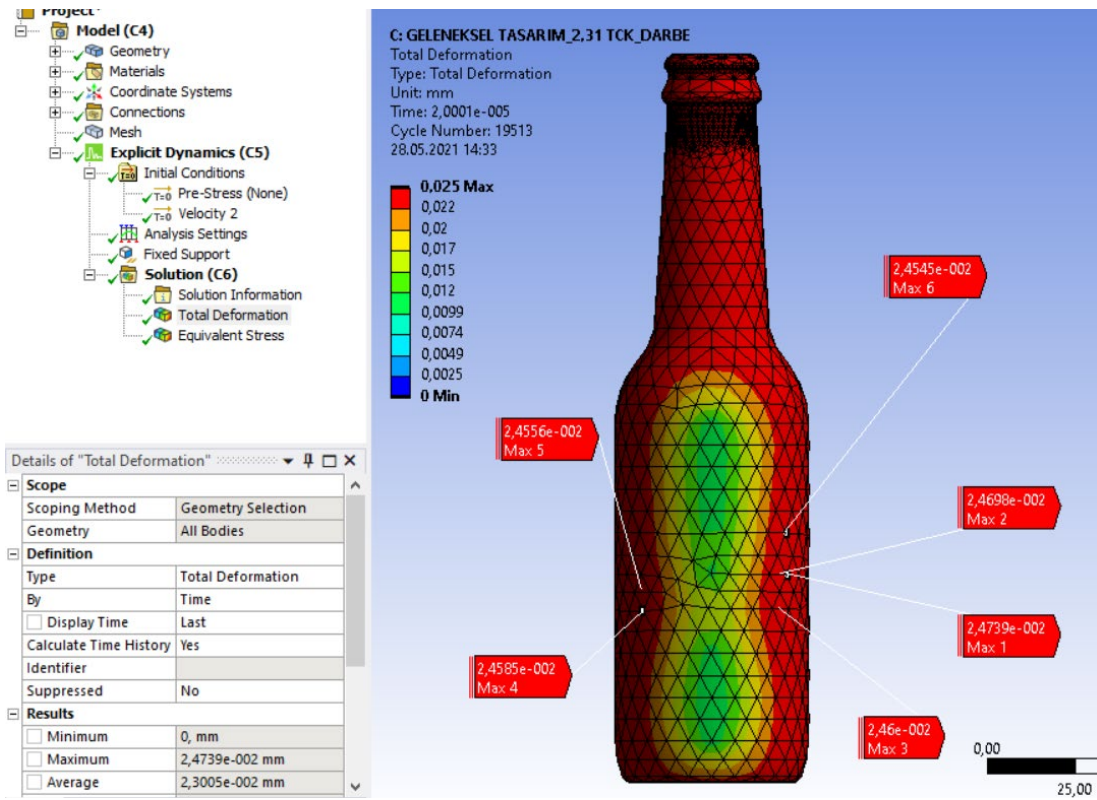 Project*
Model (C4)
Geometry
Materials
Coordinate Systems
Connections
Mesh
Explicit Dynamics (C5)
Initial Conditions
T=0
Pre-Stress (None)
T=0
Velocity 2
T=0
Analysis Settings
Fixed Support
Solution (C6)
Solution Information
Total Deformation
Equivalent Stress
Details of "Total Deformation"
Scope
Scoping Method Geometry Selection
Geometry All Bodies
Definition
Type Total Deformation
By Time
Display Time Last
Calculate Time History Yes
Identifier
Suppressed No
Results
Minimum 0, mm
Maximum 2,4739e-002 mm
Average 2,3005e-002 mm
C: GELENEKSEL TASARIM_2,31 TCK_DARBE
Total Deformation
Type: Total Deformation
Unit: mm
Time: 2,0001e-005
Cycle Number: 19513
28.05.2021 14:33
0,025 Max
0,022
0,02
0,017
0,015
0,012
0,0099
0,0074
0,0049
0,0025
0 Min
2,4545e-002
Max 6
2,4556e-002
Max 5
2,4698e-002
Max 2
2,4739e-002
Max 1
2,4585e-002
Max 4
2,46e-002
Max 3
0,00
25,00